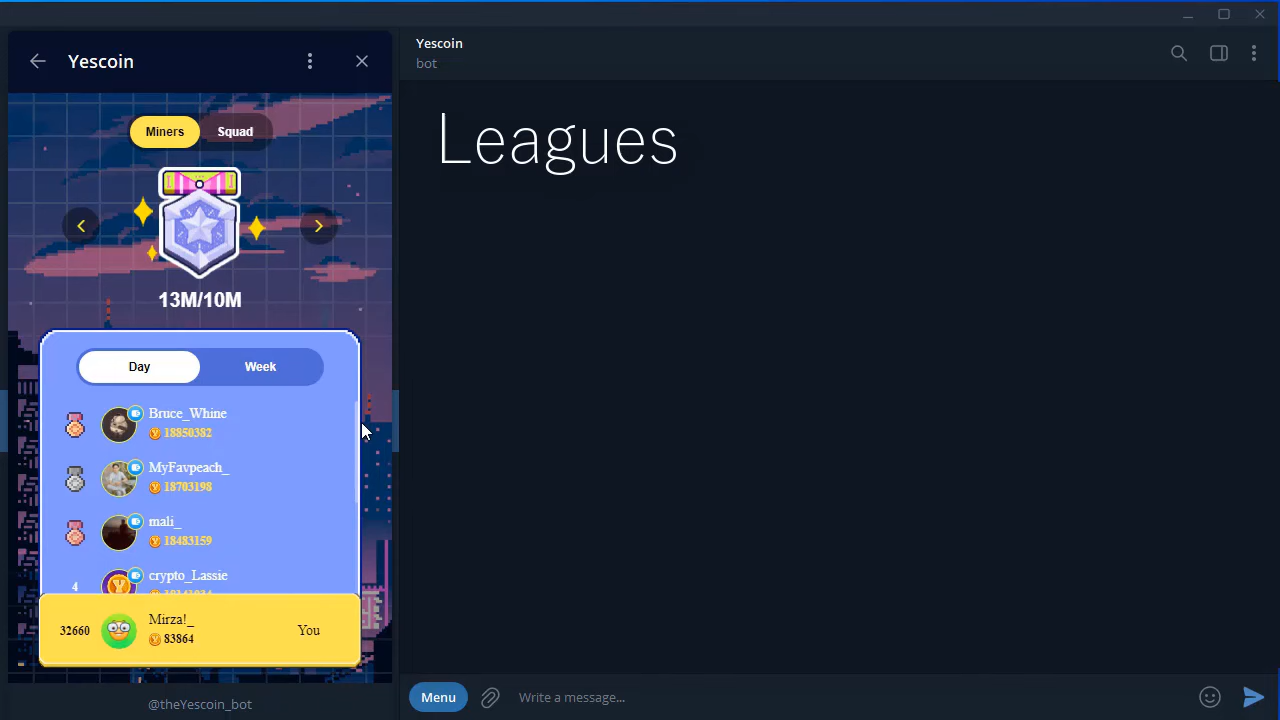 Yescoin
Miners
Squad
13M/10M
Day
Week
Bruce_Whine
18850382
MyFavpeach_
18703198
mali_
18483159
4
crypto_Lassie
32660
Mirza!_
83864
You
@theYescoin_bot
Yescoin
bot
Leagues
Menu
Write a message...